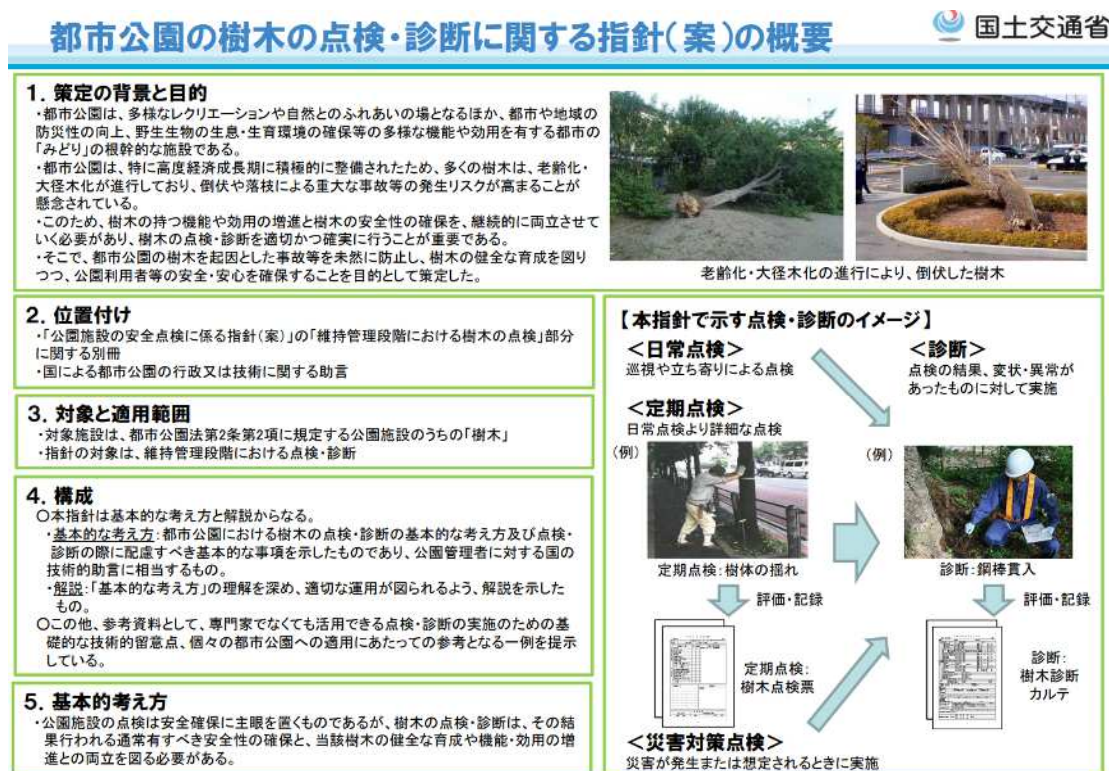 都市公園の樹木の点検・診断に関する指針(案)の概要
国土交通省
1. 策定の背景と目的
・都市公園は、多様なレクリエーションや自然とのふれあいの場となるほか、都市や地域の
防災性の向上、野生生物の生息・生育環境の確保等の多様な機能や効用を有する都市の
「みどり」の根幹的な施設である。
・都市公園は、特に高度経済成長期に積極的に整備されたため、多くの樹木は、老齢化・
大径木化が進行しており、倒伏や落枝による重大な事故等の発生リスクが高まることが
懸念されている。
・このため、樹木の持つ機能や効用の増進と樹木の安全性の確保を、継続的に両立させて
いく必要があり、樹木の点検・診断を適切かつ確実に行うことが重要である。
・そこで、都市公園の樹木を起因とした事故等を未然に防止し、樹木の健全な育成を図り
つつ、公園利用者等の安全・安心を確保することを目的として策定した。
老齢化・大径木化の進行により、倒伏した樹木
2. 位置付け
・「公園施設の安全点検に係る指針(案)」の「維持管理段階における樹木の点検」部分
に関する別冊
・国による都市公園の行政又は技術に関する助言
3. 対象と適用範囲
・対象施設は、都市公園法第2条第2項に規定する公園施設のうちの「樹木」
・指針の対象は、維持管理段階における点検・診断
4. 構成
○本指針は基本的な考え方と解説からなる。
・基本的な考え方:都市公園における樹木の点検・診断の基本的な考え方及び点検・
診断の際に配慮すべき基本的な事項を示したものであり、公園管理者に対する国の
技術的助言に相当するもの。
・解説:「基本的な考え方」の理解を深め、適切な運用が図られるよう、解説を示した
もの。
○この他、参考資料として、専門家でなくても活用できる点検・診断の実施のための基
礎的な技術的留意点、個々の都市公園への適用にあたっての参考となる一例を提示
している。
5. 基本的考え方
・公園施設の点検は安全確保に主眼を置くものであるが、樹木の点検・診断は、その結
果行われる通常有すべき安全性の確保と、当該樹木の健全な育成や機能・効用の増
進との両立を図る必要がある。
【本指針で示す点検・診断のイメージ】
<日常点検>
巡視や立ち寄りによる点検
<診断>
点検の結果、変状・異常が
あったものに対して実施
<定期点検>
日常点検より詳細な点検
(例)
(例)
定期点検:樹体の揺れ
診断:鋼棒貫入
評価・記録
評価・記録
定期点検:
樹木点検票
診断:
樹木診断
カルテ
<災害対策点検>
災害が発生または想定されるときに実施